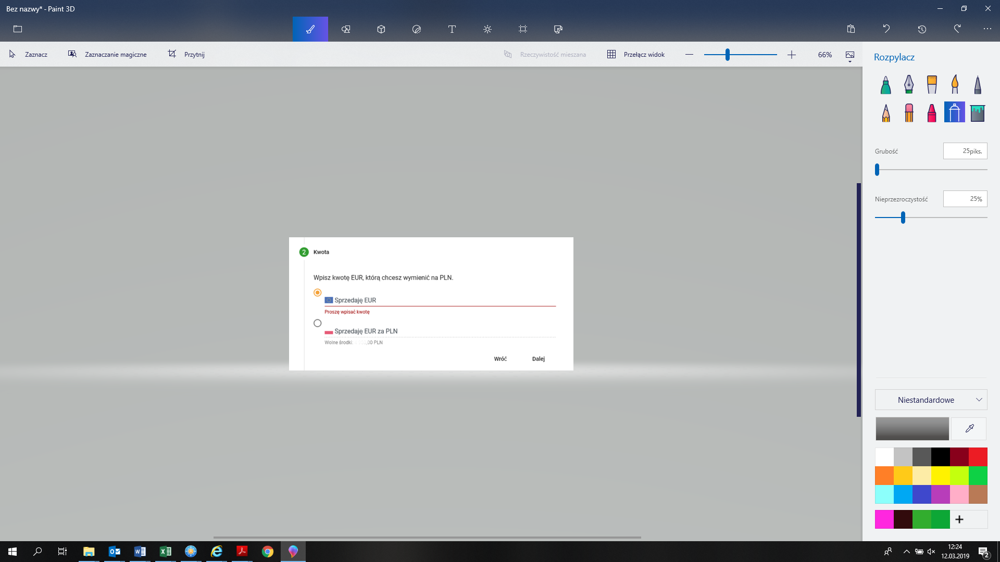 Bez nazwy* - Paint 3D
Zaznacz
Zaznaczanie magiczne
Przytnij
Rzeczywistość mieszana
Przełącz widok
66%
Rozpylacz
Grubość
25piks.
Nieprzezroczystość
25%
2 Kwota
Wpisz kwotę EUR, którą chcesz wymienić na PLN.
Sprzedaję EUR
Proszę wpisać kwotę
Sprzedaję EUR za PLN
Wolne środki: ,00 PLN
Wróć
Dalej
Niestandardowe
12:24
12.03.2019
2